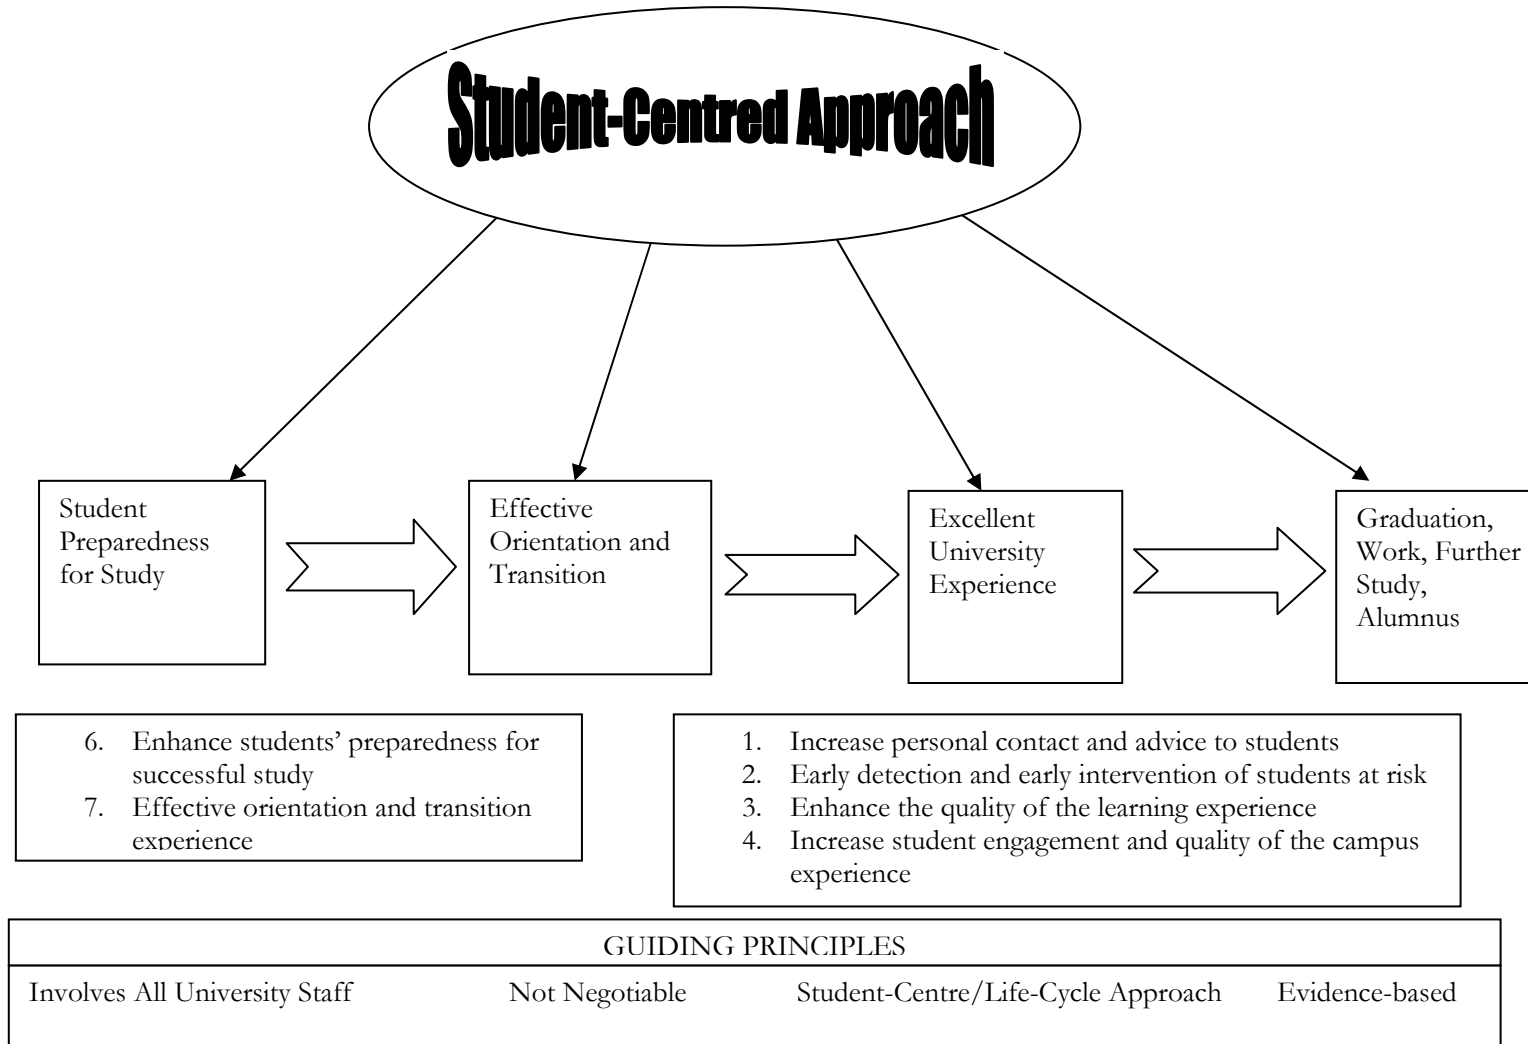 Student-Centred Approach
Student
Preparedness
for Study
Effective
Orientation and
Transition
Excellent
University
Experience
Graduation,
Work, Further
Study,
Alumnus
6. Enhance students’ preparedness for
successful study
7. Effective orientation and transition
experience
1. Increase personal contact and advice to students
2. Early detection and early intervention of students at risk
3. Enhance the quality of the learning experience
4. Increase student engagement and quality of the campus
experience
GUIDING PRINCIPLES
Involves All University Staff Not Negotiable Student-Centre/Life-Cycle Approach Evidence-based